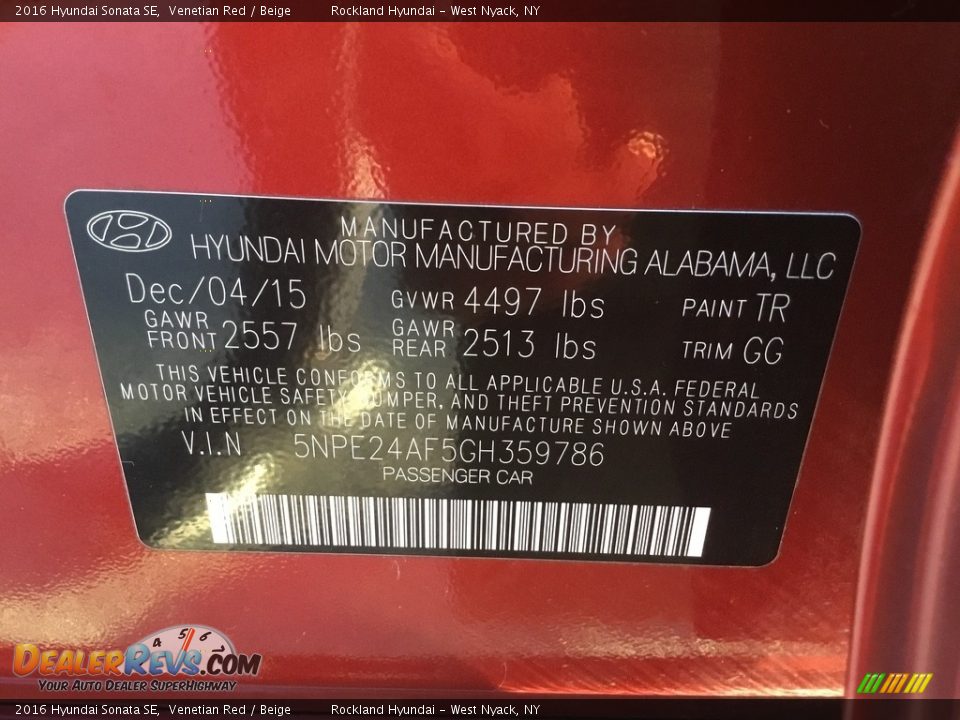 2016 Hyundai Sonata SE, Venetian Red / Beige Rockland Hyundai - West Nyack, NY
MANUFACTURED BY
HYUNDAI MOTOR MANUFACTURING ALABAMA, LLC
Dec/04/15 GVWR 4497 lbs PAINT TR
GAWR FRONT 2557 lbs GAWR REAR 2513 lbs TRIM GG
THIS VEHICLE CONFORMS TO ALL APPLICABLE U.S.A. FEDERAL
MOTOR VEHICLE SAFETY, BUMPER, AND THEFT PREVENTION STANDARDS
IN EFFECT ON THE DATE OF MANUFACTURE SHOWN ABOVE
V.I.N 5NPE24AF5GH359786
PASSENGER CAR
4 5 6
DEALERREVS.COM
YOUR AUTO DEALER SUPERHIGHWAY
2016 Hyundai Sonata SE, Venetian Red / Beige Rockland Hyundai - West Nyack, NY